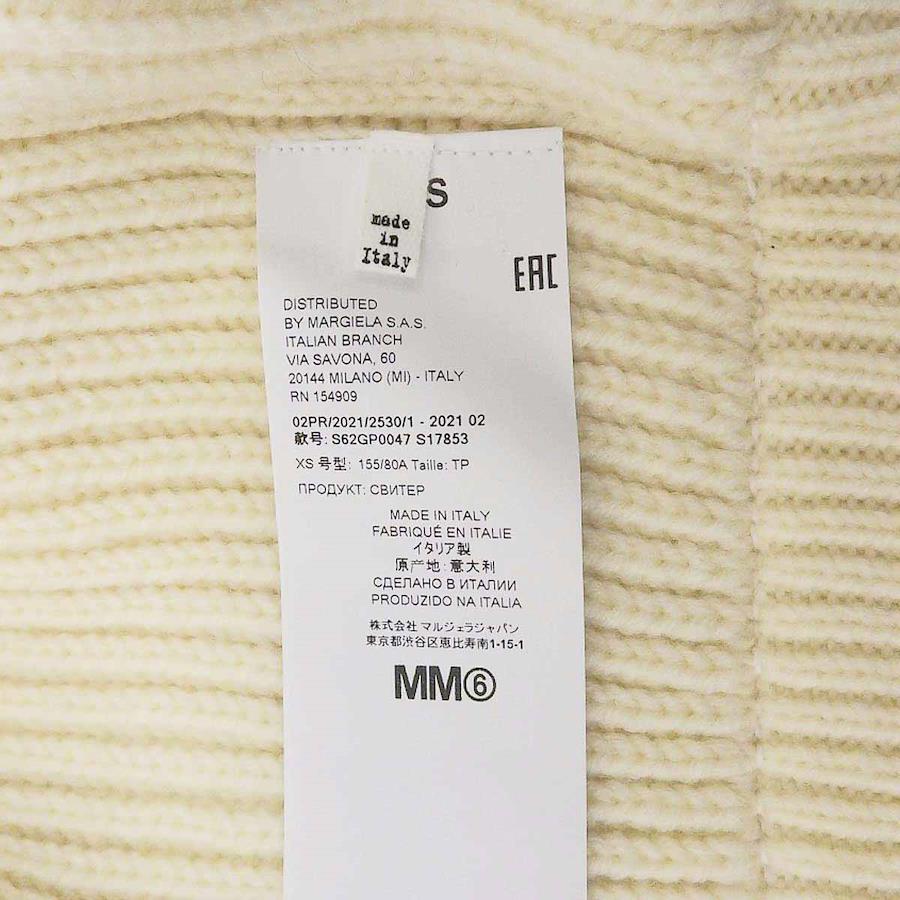 S
made
in
Italy
EAC
DISTRIBUTED
BY MARGIELA S.A.S.
ITALIAN BRANCH
VIA SAVONA, 60
20144 MILANO (MI) - ITALY
RN 154909
02PR/2021/2530/1 - 2021 02
款号: S62GP0047 S17853
XS 号型: 155/80A Taille: TP
ПРОДУКТ: СВИТЕР
MADE IN ITALY
FABRIQUÉ EN ITALIE
イタリア製
原产地: 意大利
СДЕЛАНО В ИТАЛИИ
PRODUZIDO NA ITALIA
株式会社 マルジェラジャパン
東京都渋谷区恵比寿南1-15-1
MM⑥